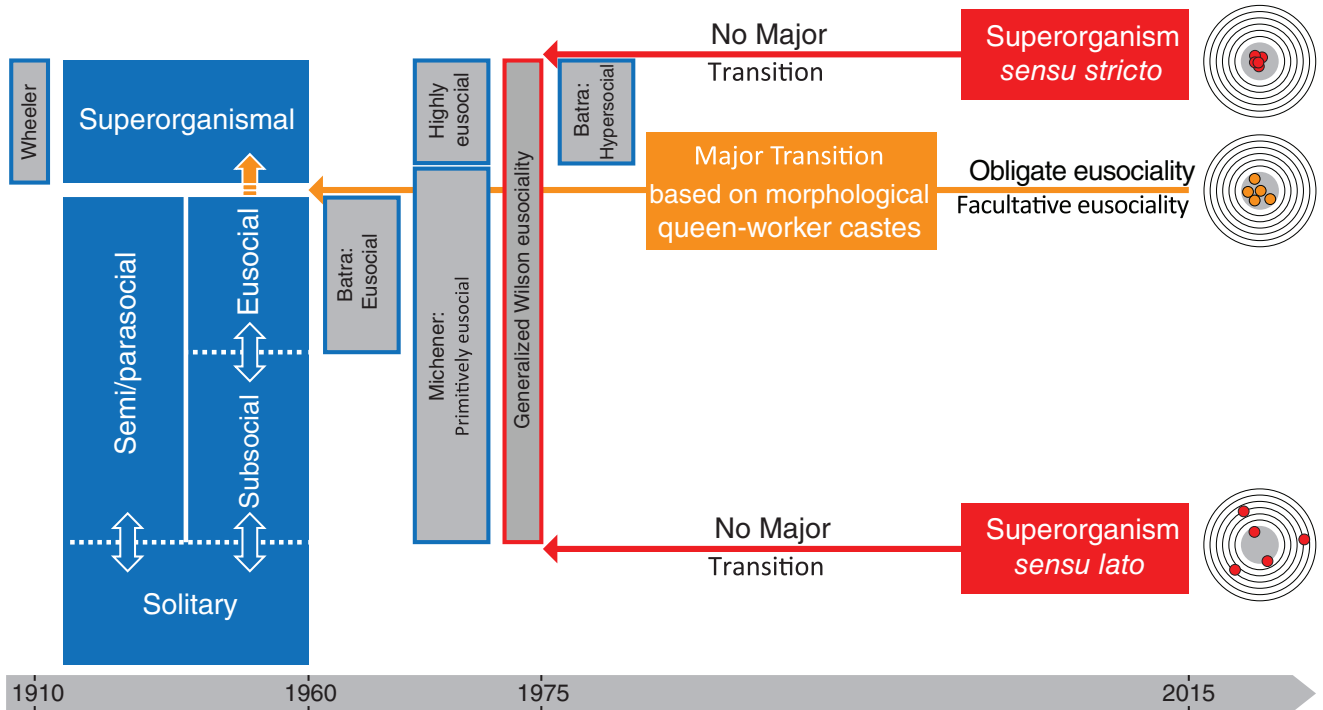 No Major
Transition
Superorganism
sensu stricto
Wheeler
Superorganismal
Highly
eusocial
Generalized Wilson eusociality
Batra:
Hypersocial
Major Transition
based on morphological
queen-worker castes
Obligate eusociality
Facultative eusociality
Semi/parasocial
Eusocial
Subsocial
Batra:
Eusocial
Michener:
Primitively eusocial
No Major
Transition
Superorganism
sensu lato
Solitary
1910
1960
1975
2015